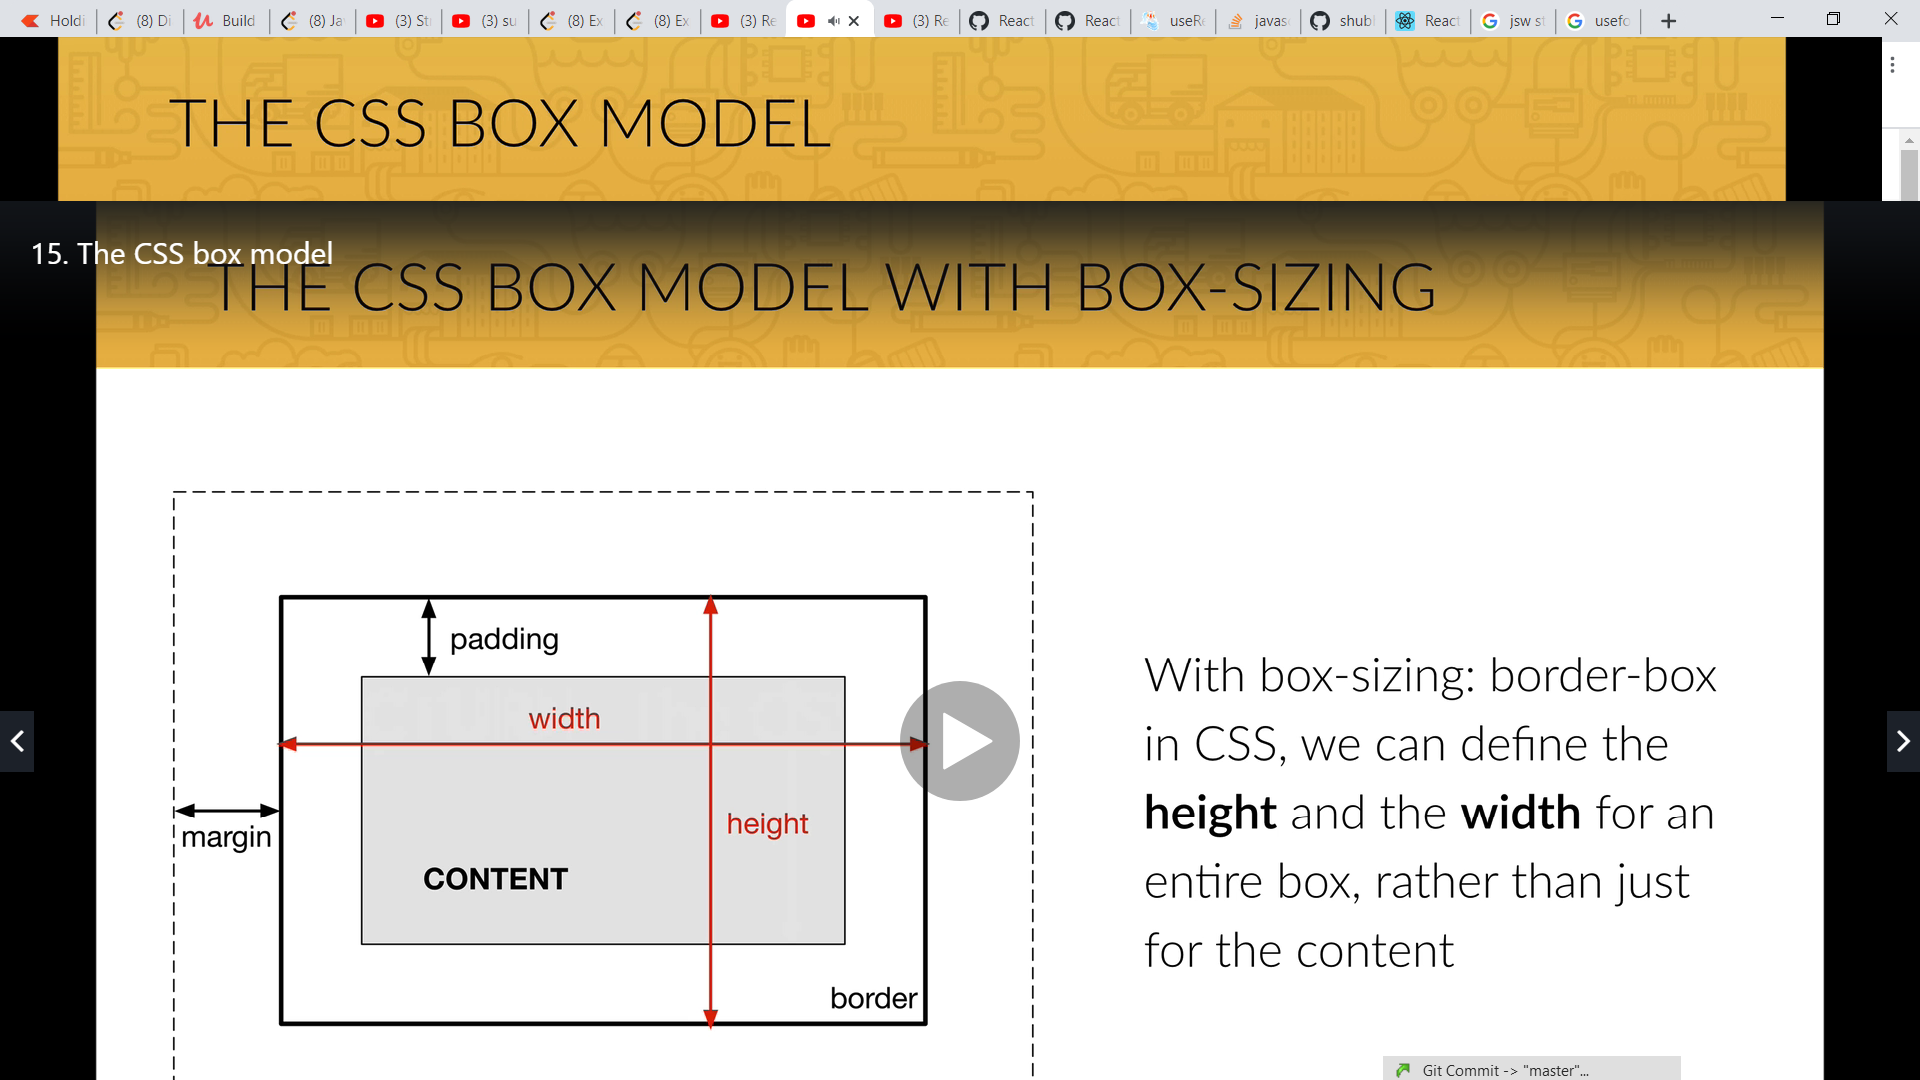 Holdi
(8) Di
Build
(8) Ja
(3) Str
(3) su
(8) Ex
(8) Ex
(3) Re
(3) Re
React
React
useRe
javasc
shubl
React
jsw st
usefo
THE CSS BOX MODEL
15. The CSS box model
THE CSS BOX MODEL WITH BOX-SIZING
padding
width
margin
height
CONTENT
border
With box-sizing: border-box
in CSS, we can define the
height and the width for an
entire box, rather than just
for the content
Git Commit -> "master"...